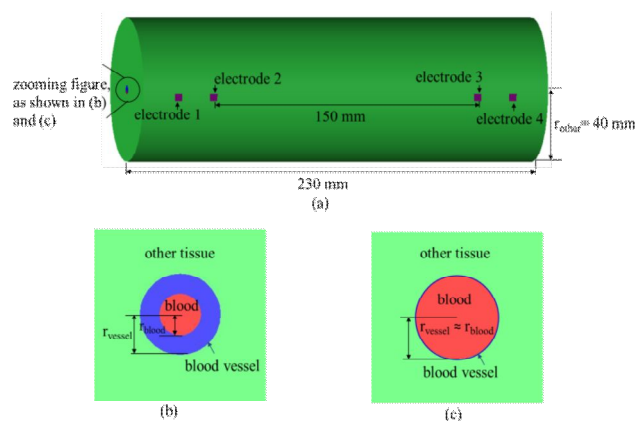 electrode 2
electrode 3
zooming figure,
as shown in (b)
and (c)
electrode 1
150 mm
electrode 4
r_other = 40 mm
230 mm
(a)
other tissue
blood
r_vessel
r_blood
blood vessel
(b)
other tissue
blood
r_vessel ≈ r_blood
blood vessel
(c)